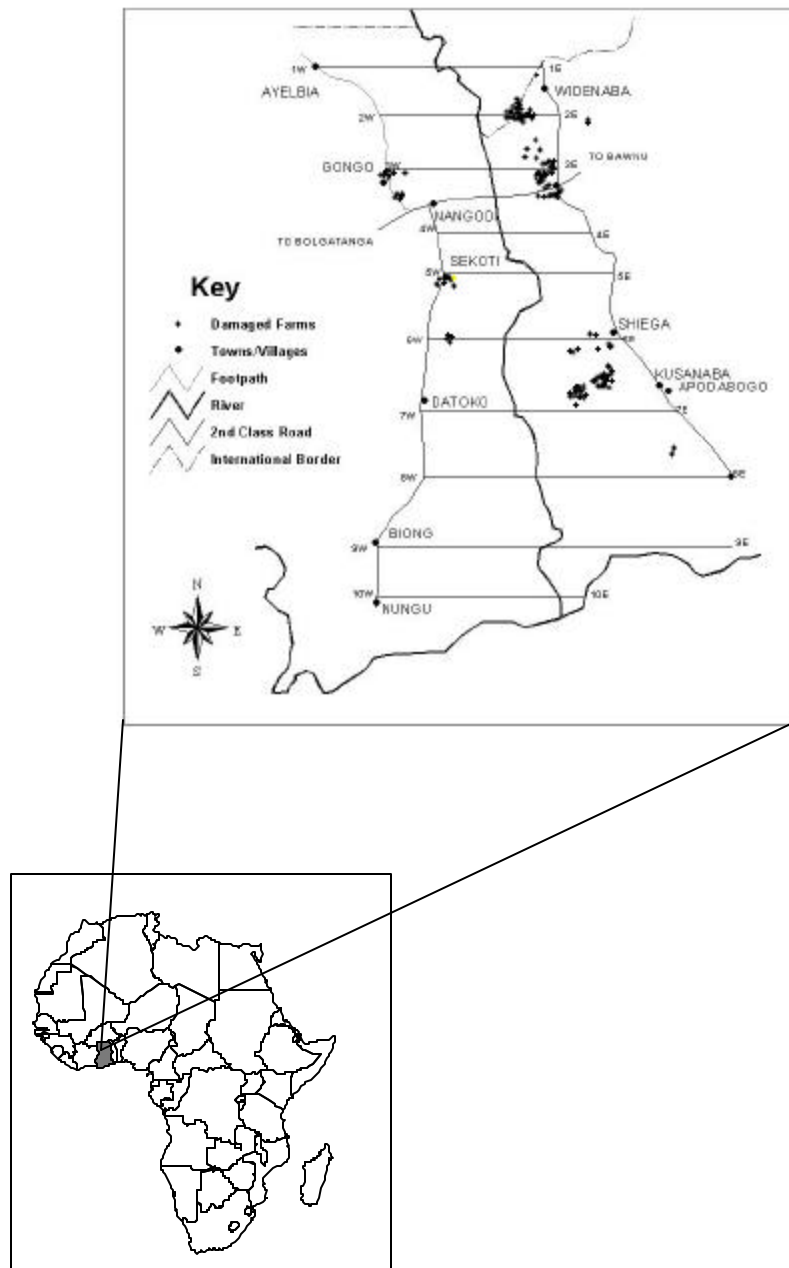 1W
1E
AYELBIA
WIDENABA
2W
2E
TO BAWKU
GONGO
3W
3E
NANGOO
4W
4E
TO BOLGATANGA
SEKOTI
5W
5E
Key
Damaged Farms
Towns/Villages
Footpath
River
2nd Class Road
International Border
SHIEGA
6W
6E
KUSANABA
APODABOGO
DATOKO
7W
7E
8W
8E
BIONG
9W
9E
10W
10E
NUNGU
N
W
E
S